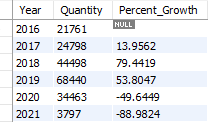 Year Quantity Percent_Growth
2016 21761 NULL
2017 24798 13.9562
2018 44498 79.4419
2019 68440 53.8047
2020 34463 -49.6449
2021 3797 -88.9824